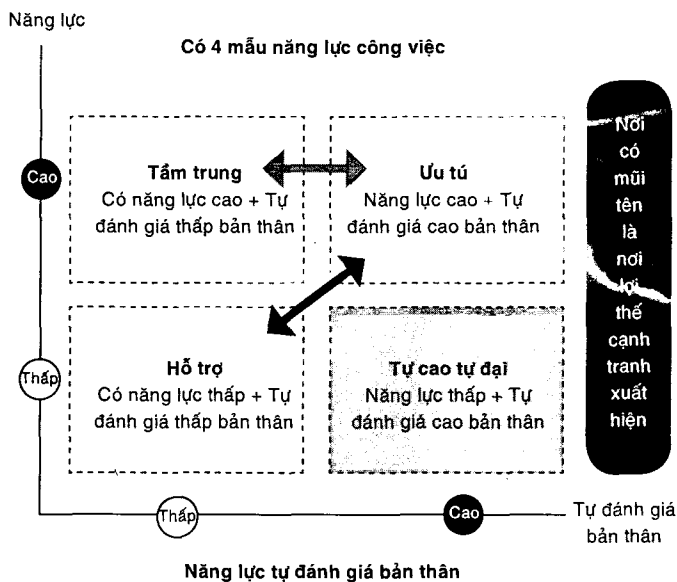 Năng lực
Có 4 mẫu năng lực công việc
Cao
Tầm trung
Có năng lực cao + Tự
đánh giá thấp bản thân
Ưu tú
Năng lực cao + Tự
đánh giá cao bản thân
Thấp
Hỗ trợ
Có năng lực thấp + Tự
đánh giá thấp bản thân
Tự cao tự đại
Năng lực thấp + Tự
đánh giá cao bản thân
Nơi
có
mũi
tên
là
nơi
lợi
thế
cạnh
tranh
xuất
hiện
Thấp
Cao
Tự đánh giá
bản thân
Năng lực tự đánh giá bản thân